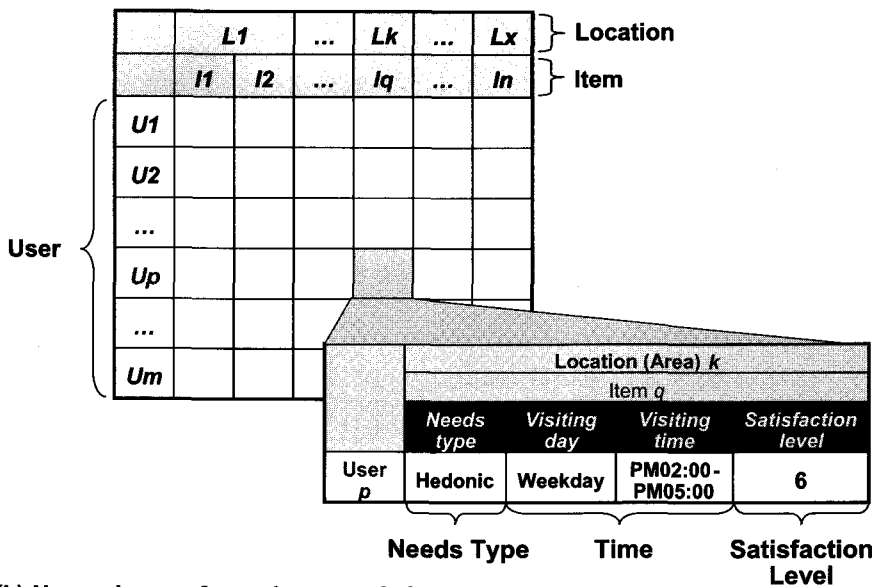 L1 ... Lk ... Lx Location
I1 I2 ... Iq ... In Item
U1
U2
...
User
Up
...
Um
Location (Area) k
Item q
Needs type Visiting day Visiting time Satisfaction level
User p Hedonic Weekday PM02:00-PM05:00 6
Needs Type Time Satisfaction Level